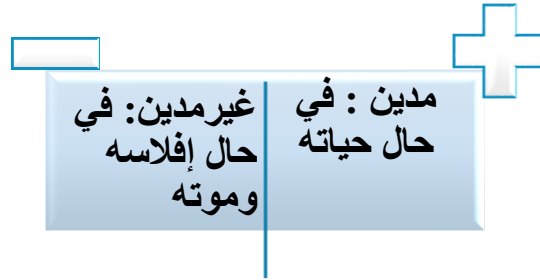 مدين : في
حال حياته
غيرمدين: في
حال إفلاسه
وموته